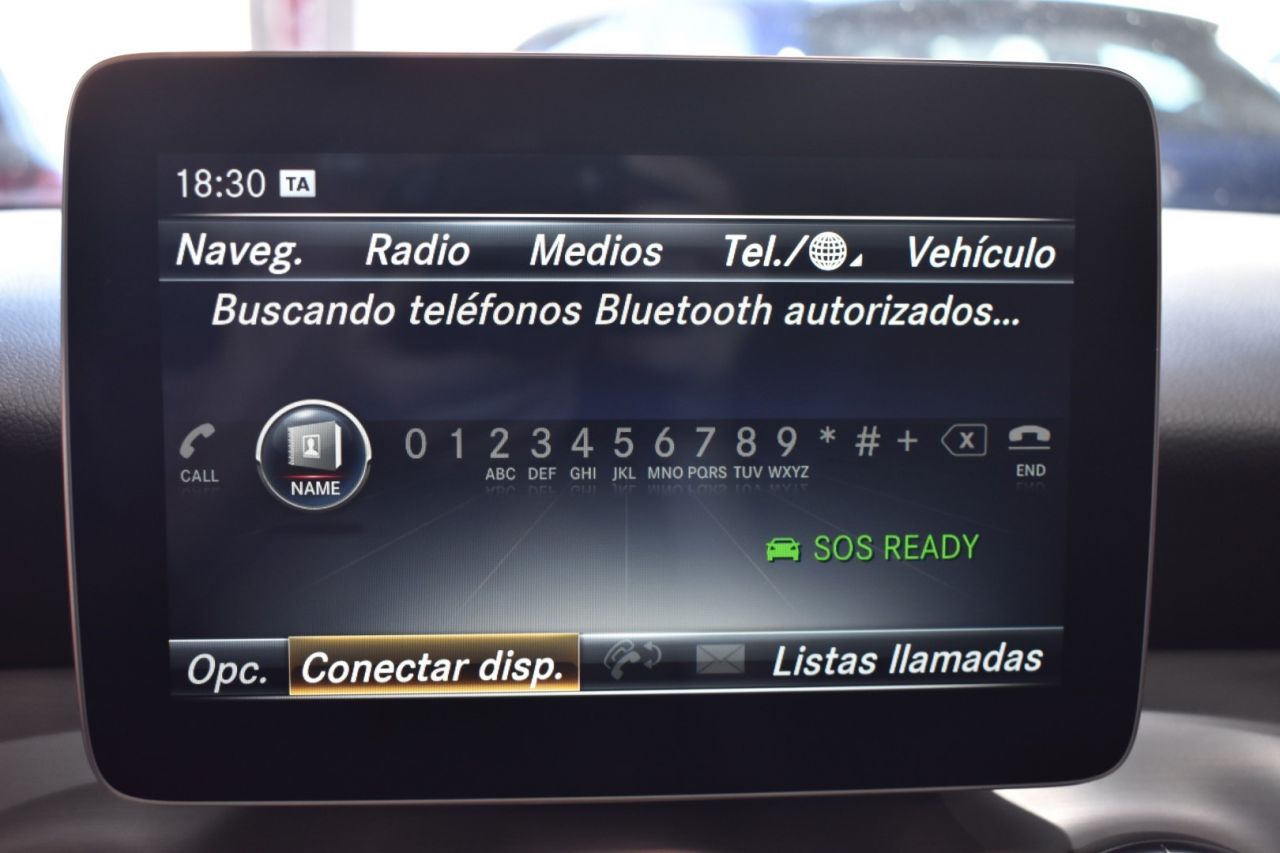 18:30 TA
Naveg. Radio Medios Tel./ Vehículo
Buscando teléfonos Bluetooth autorizados...
0 1 2 3 4 5 6 7 8 9 * # + X
CALL NAME ABC DEF GHI JKL MNO PQRS TUV WXYZ END
SOS READY
Opc. Conectar disp. Listas llamadas